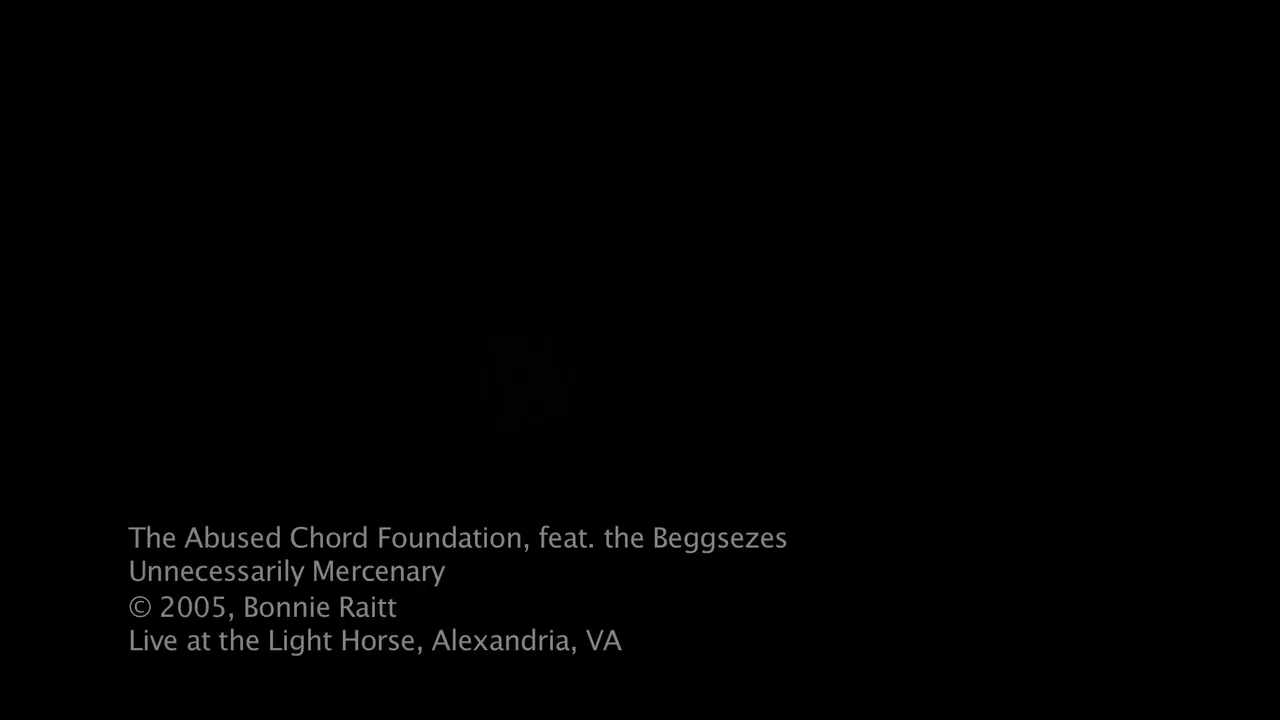 The Abused Chord Foundation, feat. the Beggsezes
Unnecessarily Mercenary
© 2005, Bonnie Raitt
Live at the Light Horse, Alexandria, VA